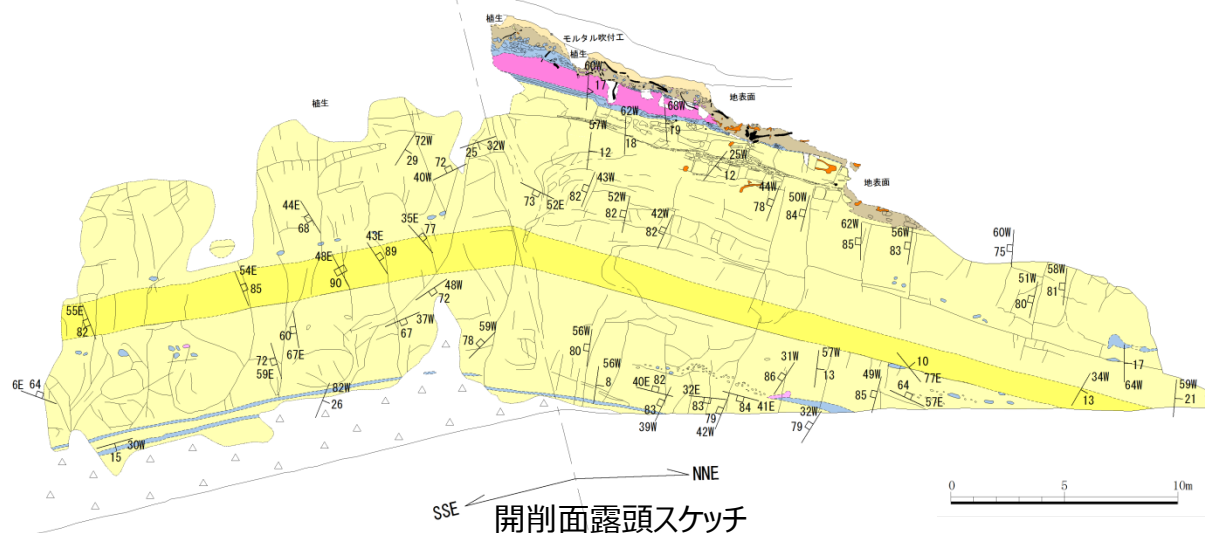 植生
モルタル吹付工
植生
60W
17
地表面
植生
62W
68W
19
57W
18
72W
72
25
32W
12
25W
29
12
地表面
40W
43W
44W
82
52W
78
50W
73
52E
82
42W
84
44E
82
62W
56W
60W
68
35E
77
85
83
75
43E
89
48E
51W
58W
54E
90
80
81
85
48W
72
55E
82
37W
59W
56W
60
67
78
80
31W
57W
10
17
72
67E
56W
86
13
49W
77E
64W
34W
59E
8
40E
82
64
13
59W
6E
64
82W
32E
85
57E
21
26
83
83
84
41E
32W
39W
79
42W
79
30W
15
NNE
SSE
0
5
10m
開削面露頭スケッチ